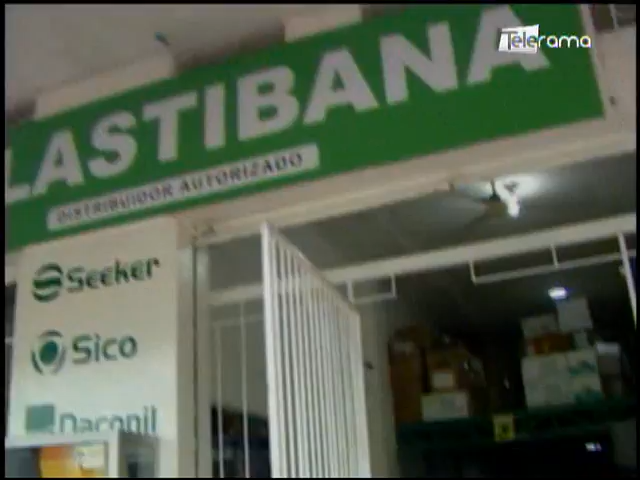 Telerama
LASTIBANA
DISTRIBUIDOR AUTORIZADO
Seeker
Sico
Daconil